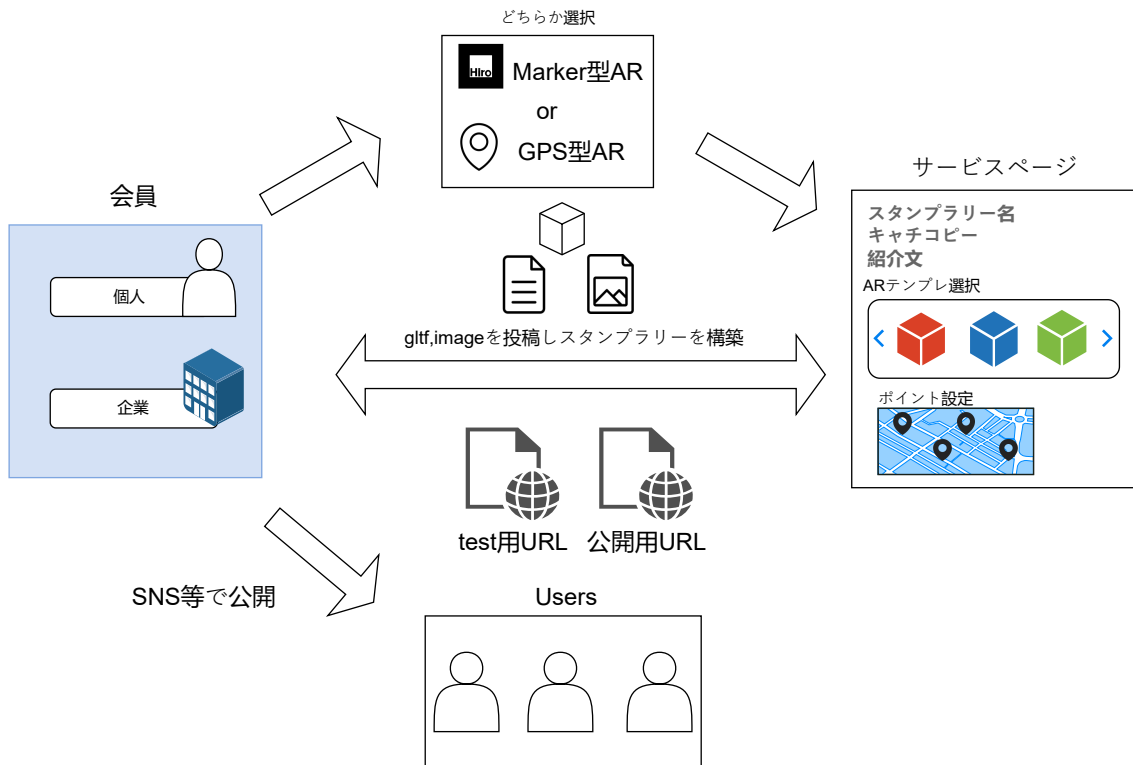 どちらか選択
HIro
Marker型AR
or
GPS型AR
会員
個人
企業
サービスページ
スタンプラリー名
キャチコピー
紹介文
ARテンプレ選択
ポイント設定
gltf,imageを投稿しスタンプラリーを構築
test用URL
公開用URL
SNS等で公開
Users